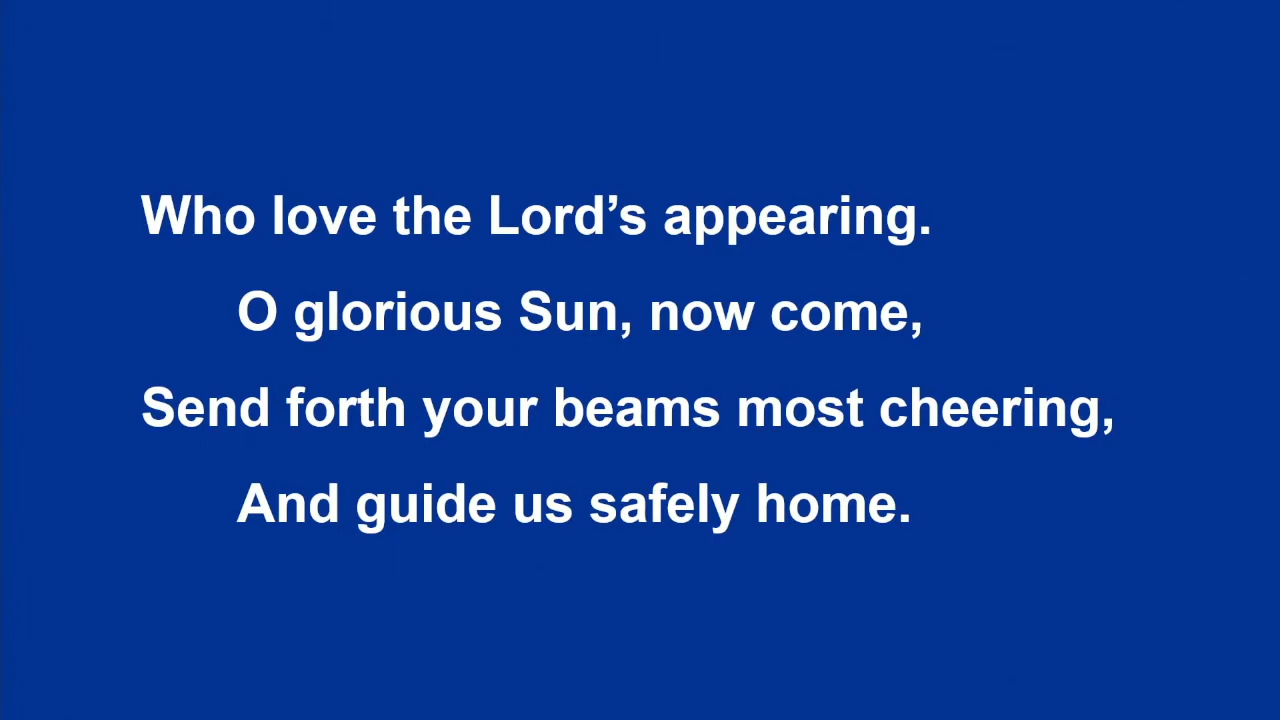 Who love the Lord’s appearing.
O glorious Sun, now come,
Send forth your beams most cheering,
And guide us safely home.